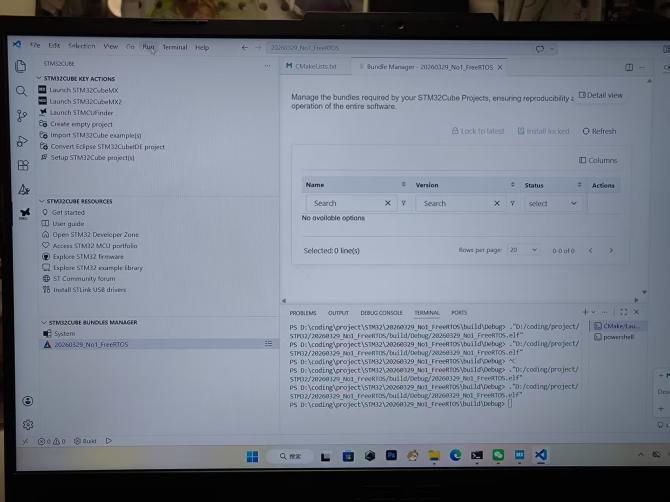 File Edit Selection View Go Run Terminal Help
20260329_No1_FreeRTOS
STM32CUBE
STM32CUBE KEY ACTIONS
Launch STM32CubeMX
Launch STM32CubeMX2
Launch STMCUFinder
Create empty project
Import STM32Cube example(s)
Convert Eclipse STM32CubeIDE project
Setup STM32Cube project(s)
STM32CUBE RESOURCES
Get started
User guide
Open STM32 Developer Zone
Access STM32 MCU portfolio
Explore STM32 firmware
Explore STM32 example library
ST Community forum
Install STLink USB drivers
STM32CUBE BUNDLES MANAGER
System
20260329_No1_FreeRTOS
CMakeLists.txt
Bundle Manager - 20260329_No1_FreeRTOS
Manage the bundles required by your STM32Cube Projects, ensuring reproducibility
operation of the entire software.
Detail view
Lock to latest Install locked Refresh
Columns
Name Version Status Actions
Search Search select
No available options
Selected: 0 line(s) Rows per page: 20 0-0 of 0
PROBLEMS OUTPUT DEBUG CONSOLE TERMINAL PORTS
PS D:\coding\project\STM32\20260329_No1_FreeRTOS\build\Debug> ."D:/coding/project/
STM32/20260329_No1_FreeRTOS/build/Debug/20260329_No1_FreeRTOS.elf"
PS D:\coding\project\STM32\20260329_No1_FreeRTOS\build\Debug> ."D:/coding/project/
STM32/20260329_No1_FreeRTOS/build/Debug/20260329_No1_FreeRTOS.elf"
PS D:\coding\project\STM32\20260329_No1_FreeRTOS\build\Debug> ^C
PS D:\coding\project\STM32\20260329_No1_FreeRTOS\build\Debug> ."D:/coding/project/
STM32/20260329_No1_FreeRTOS/build/Debug/20260329_No1_FreeRTOS.elf"
PS D:\coding\project\STM32\20260329_No1_FreeRTOS\build\Debug> ."D:/coding/project/
STM32/20260329_No1_FreeRTOS/build/Debug/20260329_No1_FreeRTOS.elf"
PS D:\coding\project\STM32\20260329_No1_FreeRTOS\build\Debug>
CMake/Lau...
powershell
0 0 Build
搜索